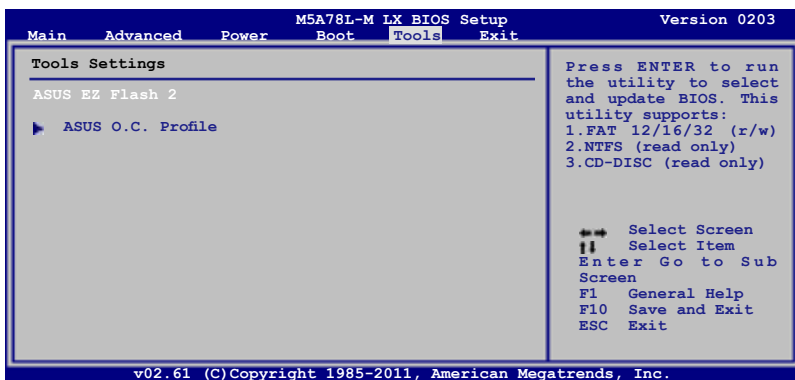 M5A78L-M LX BIOS Setup Version 0203
Main Advanced Power Boot Tools Exit
Tools Settings
ASUS EZ Flash 2
ASUS O.C. Profile
Press ENTER to run
the utility to select
and update BIOS. This
utility supports:
1.FAT 12/16/32 (r/w)
2.NTFS (read only)
3.CD-DISC (read only)
Select Screen
Select Item
Enter Go to Sub
Screen
F1 General Help
F10 Save and Exit
ESC Exit
v02.61 (C)Copyright 1985-2011, American Megatrends, Inc.